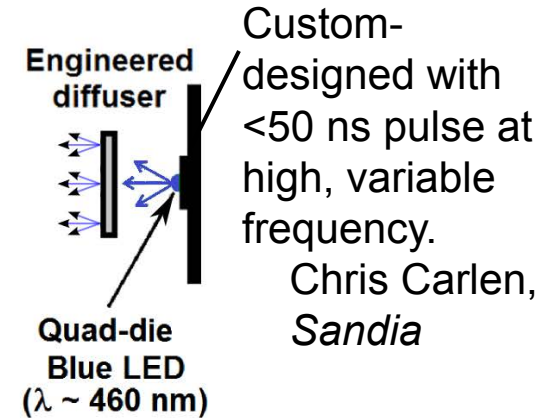 Engineered
diffuser
Custom-
designed with
<50 ns pulse at
high, variable
frequency.
Chris Carlen,
Sandia
Quad-die
Blue LED
(λ ~ 460 nm)